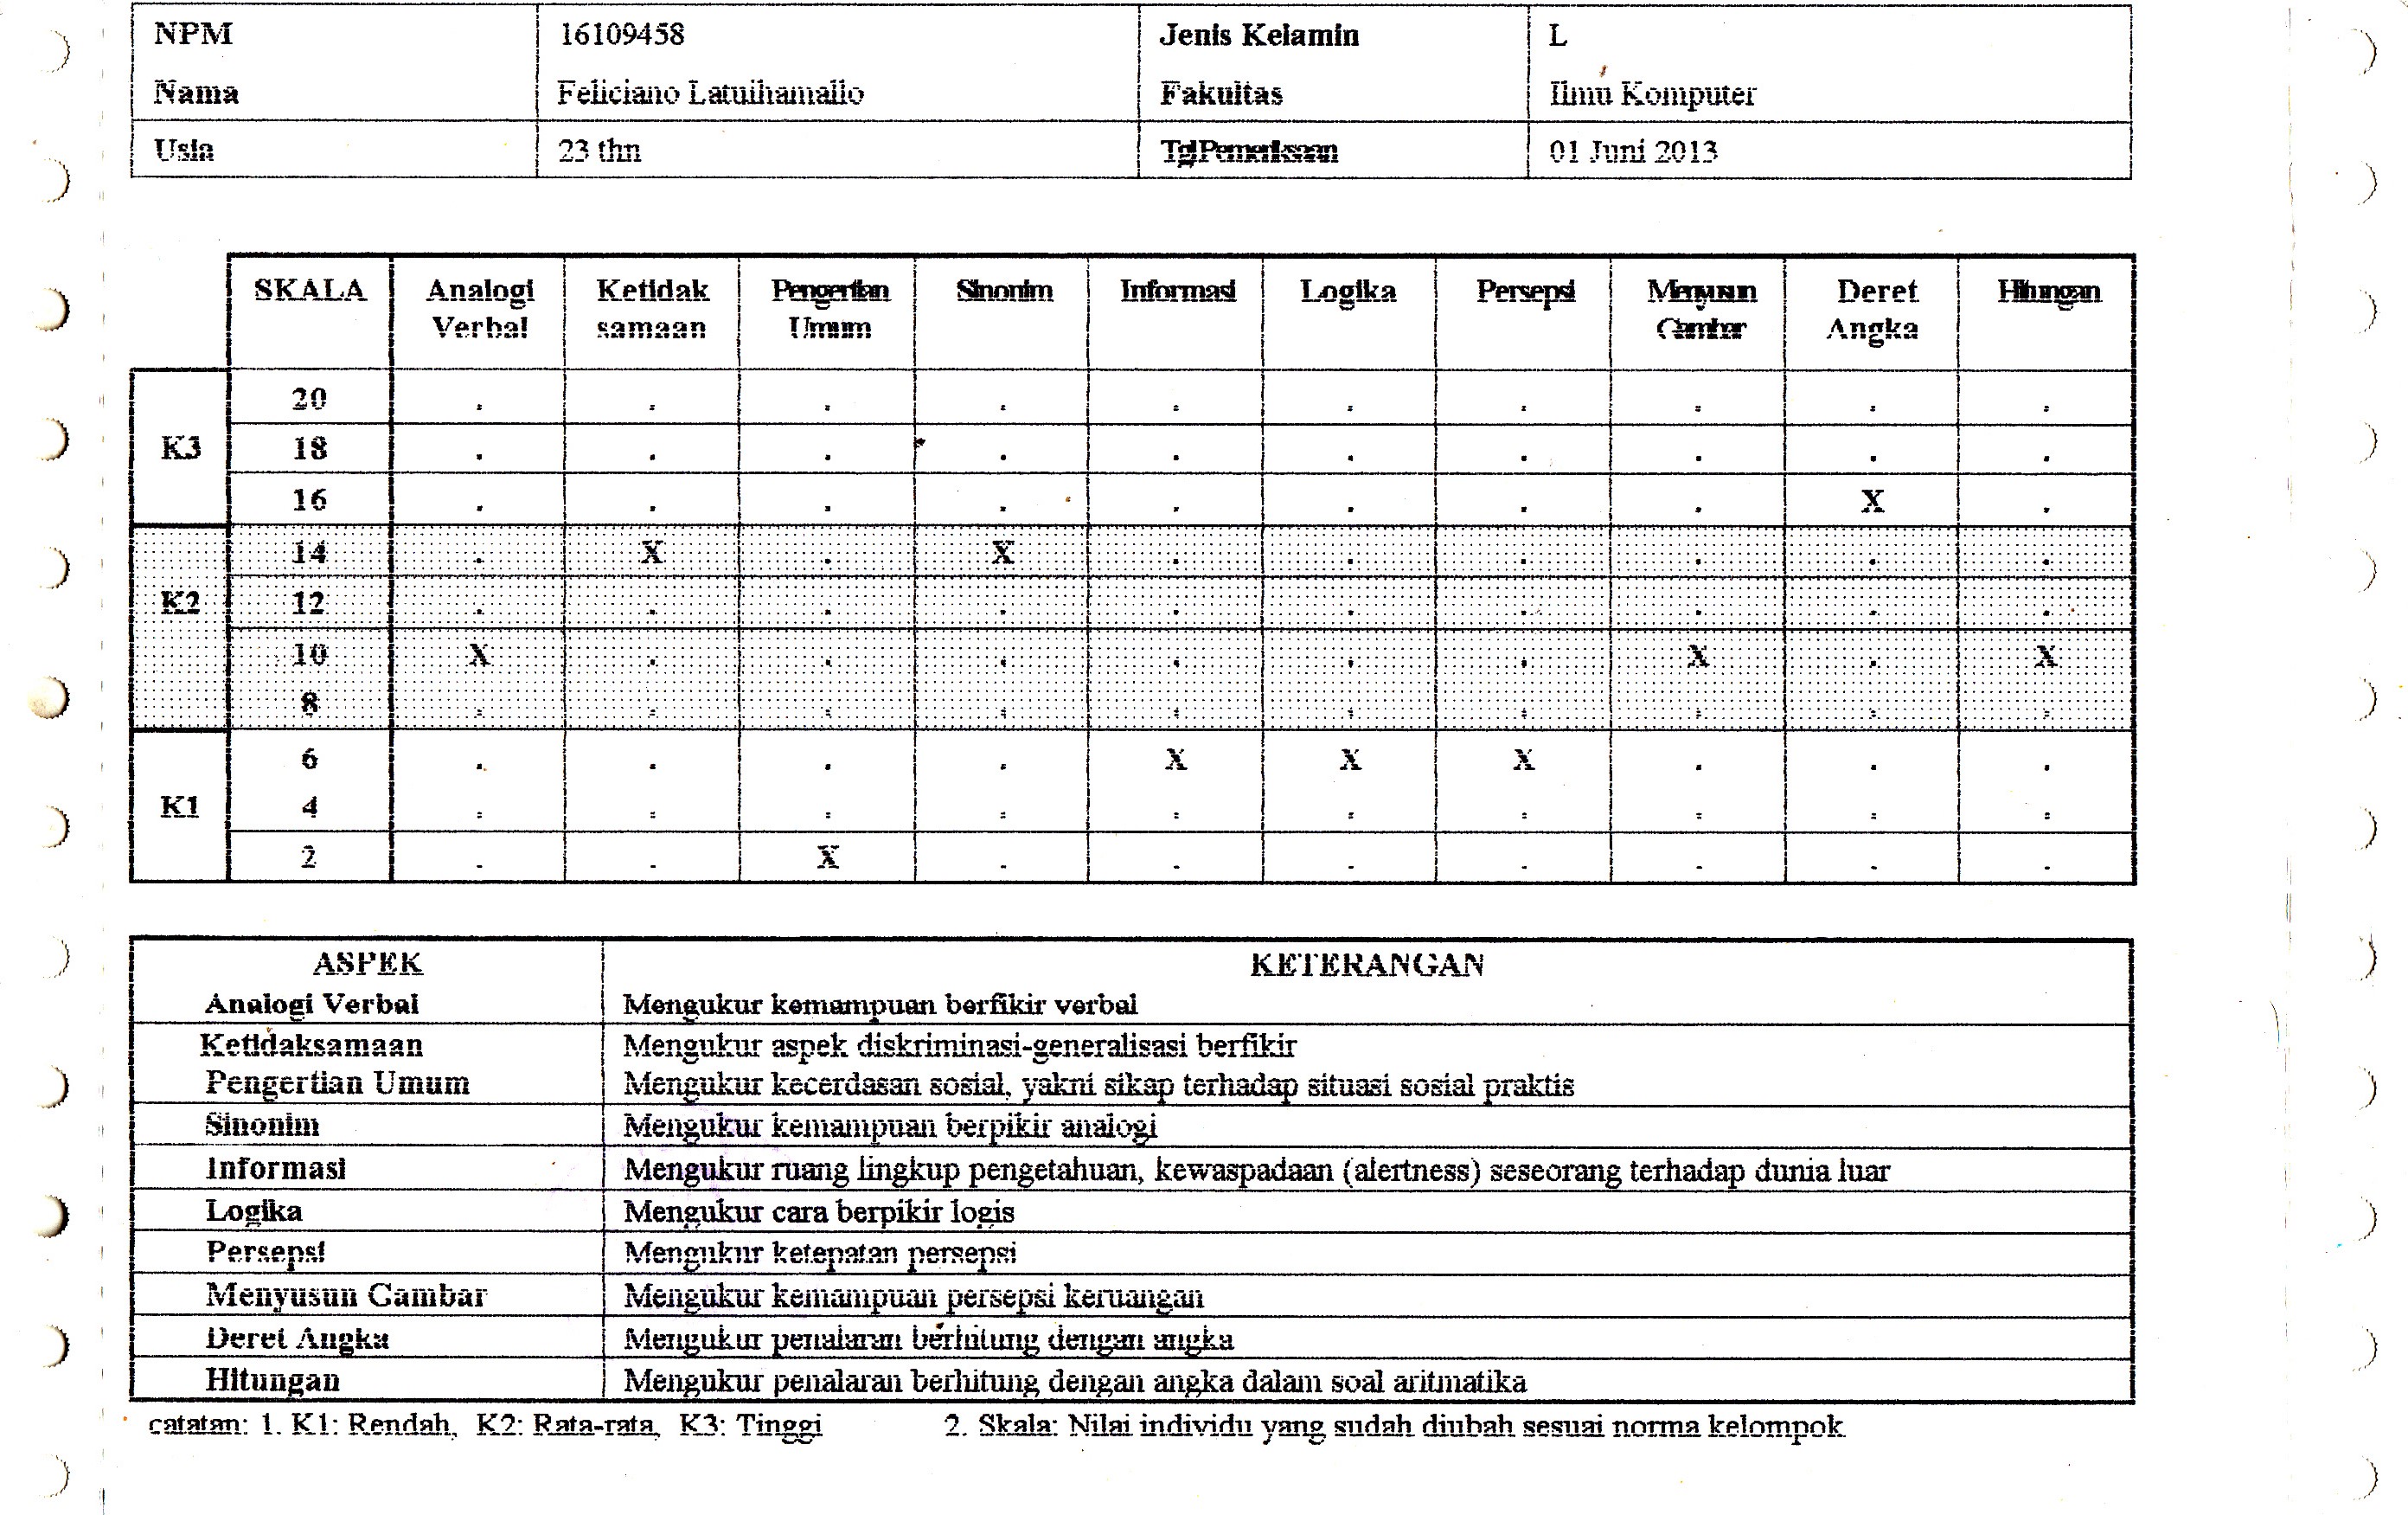 NPM 16109458 Jenis Kelamin L
Nama Feliciano Latuihamallo Fakultas Ilmu Komputer
Usia 23 thn Tgl Pemeriksaan 01 Juni 2013
SKALA Analogi Verbal Ketidak samaan Pengertian Umum Sinonim Informasi Logika Persepsi Menyusun Gambar Deret Angka Hitungan
20 . . . . . . . . . .
K3 18 . . . . . . . . . .
16 . . . . . . . . X .
14 . X . X . . . . . .
K2 12 . . . . . . . . . .
10 X . . . . . . X . X
8 . . . . . . . . . .
6 . . . . X X X . . .
K1 4 . . . . . . . . . .
2 . . X . . . . . . .
ASPEK KETERANGAN
Analogi Verbal Mengukur kemampuan berfikir verbal
Ketidaksamaan Mengukur aspek diskriminasi-generalisasi berfikir
Pengertian Umum Mengukur kecerdasan sosial, yakni sikap terhadap situasi sosial praktis
Sinonim Mengukur kemampuan berpikir analogi
Informasi Mengukur ruang lingkup pengetahuan, kewaspadaan (alertness) seseorang terhadap dunia luar
Logika Mengukur cara berpikir logis
Persepsi Mengukur ketepatan persepsi
Menyusun Gambar Mengukur kemampuan persepsi keruangan
Deret Angka Mengukur penalaran berhitung dengan angka
Hitungan Mengukur penalaran berhitung dengan angka dalam soal aritmatika
catatan: 1. K1: Rendah, K2: Rata-rata, K3: Tinggi 2. Skala: Nilai individu yang sudah diubah sesuai norma kelompok